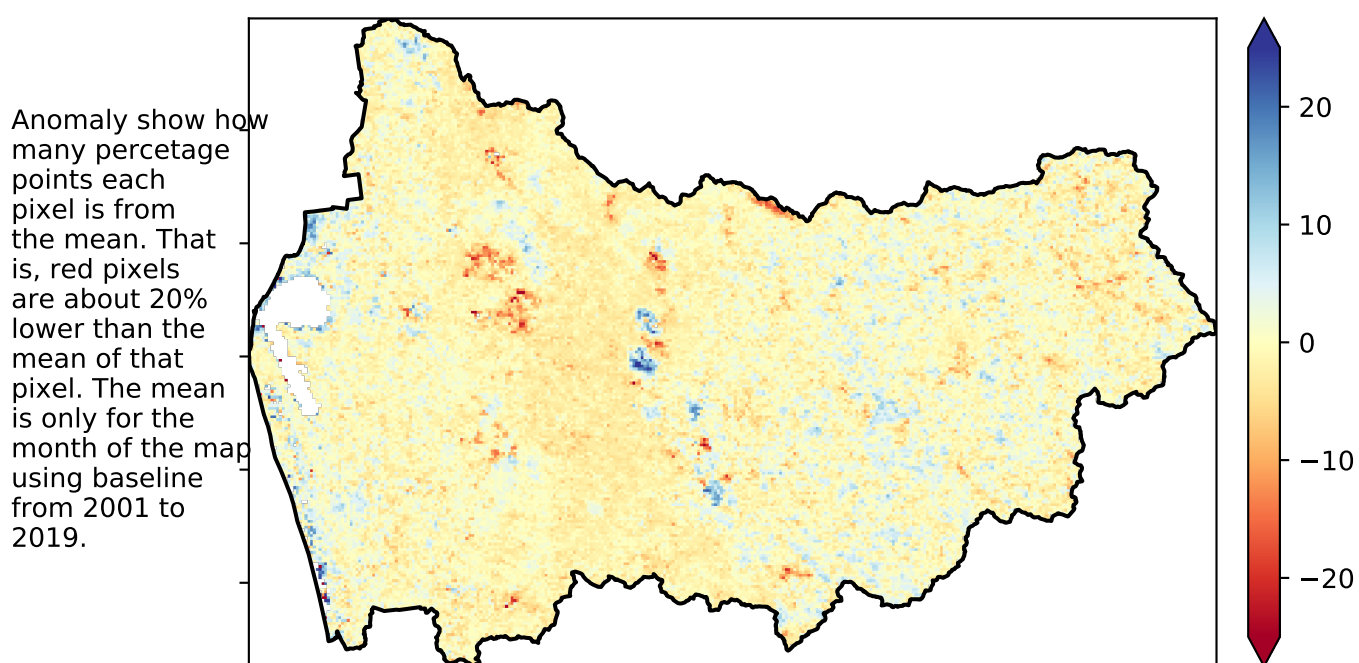 Anomaly show how
many percetage
points each
pixel is from
the mean. That
is, red pixels
are about 20%
lower than the
mean of that
pixel. The mean
is only for the
month of the map
using baseline
from 2001 to
2019.
20
10
0
−10
−20